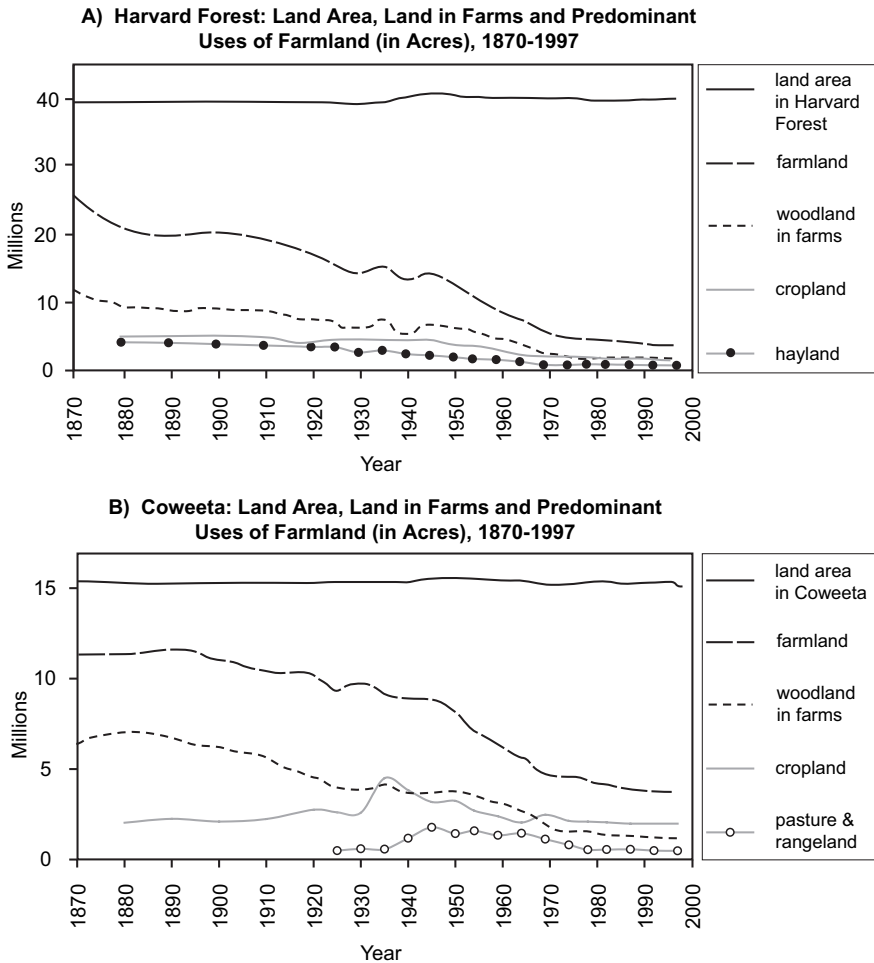 A) Harvard Forest: Land Area, Land in Farms and Predominant
Uses of Farmland (in Acres), 1870-1997
Millions
40
30
20
10
0
1870
1880
1890
1900
1910
1920
1930
1940
1950
1960
1970
1980
1990
2000
Year
land area
in Harvard
Forest
farmland
woodland
in farms
cropland
hayland
B) Coweeta: Land Area, Land in Farms and Predominant
Uses of Farmland (in Acres), 1870-1997
Millions
15
10
5
0
1870
1880
1890
1900
1910
1920
1930
1940
1950
1960
1970
1980
1990
2000
Year
land area
in Coweeta
farmland
woodland
in farms
cropland
pasture &
rangeland